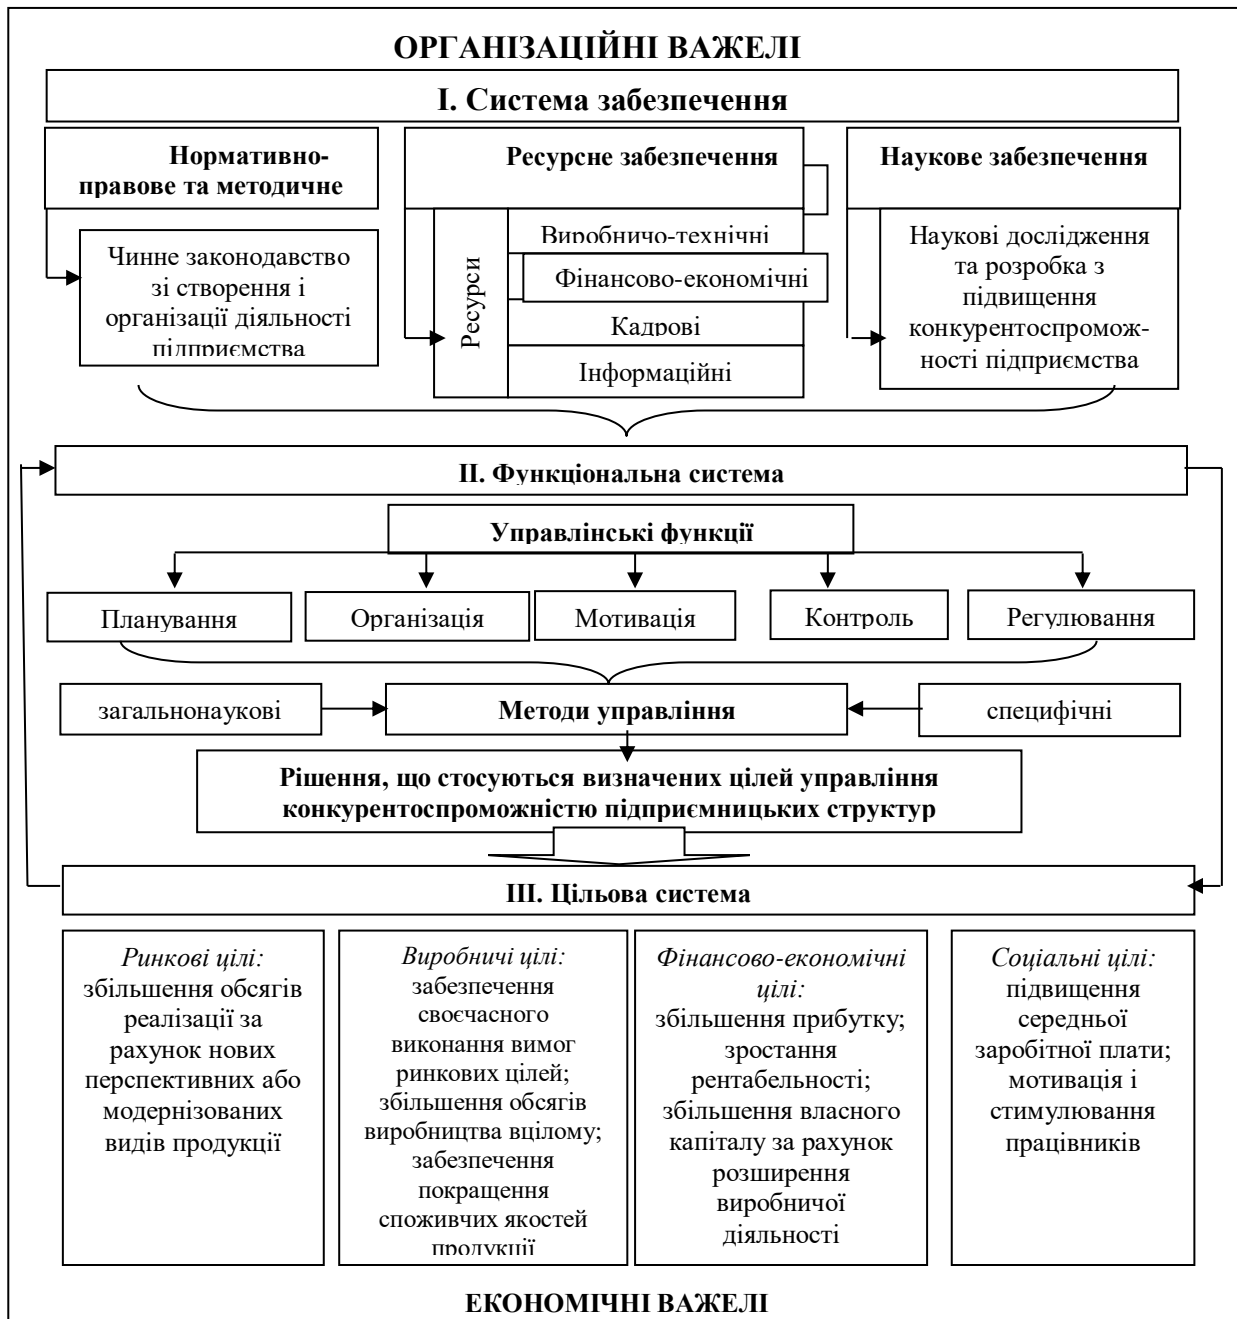 ОРГАНІЗАЦІЙНІ ВАЖЕЛІ
І. Система забезпечення
Нормативно-
правове та методичне
Чинне законодавство
зі створення і
організації діяльності
підприємства
Ресурсне забезпечення
Ресурси
Виробничо-технічні
Фінансово-економічні
Кадрові
Інформаційні
Наукове забезпечення
Наукові дослідження
та розробка з
підвищення
конкурентоспромож-
ності підприємства
ІІ. Функціональна система
Управлінські функції
Планування
Організація
Мотивація
Контроль
Регулювання
загальнонаукові
Методи управління
специфічні
Рішення, що стосуються визначених цілей управління
конкурентоспроможністю підприємницьких структур
ІІІ. Цільова система
Ринкові цілі:
збільшення обсягів
реалізації за
рахунок нових
перспективних або
модернізованих
видів продукції
Виробничі цілі:
забезпечення
своєчасного
виконання вимог
ринкових цілей;
збільшення обсягів
виробництва вцілому;
забезпечення
покращення
споживчих якостей
продукції
Фінансово-економічні
цілі:
збільшення прибутку;
зростання
рентабельності;
збільшення власного
капіталу за рахунок
розширення
виробничої
діяльності
Соціальні цілі:
підвищення
середньої
заробітної плати;
мотивація і
стимулювання
працівників
ЕКОНОМІЧНІ ВАЖЕЛІ